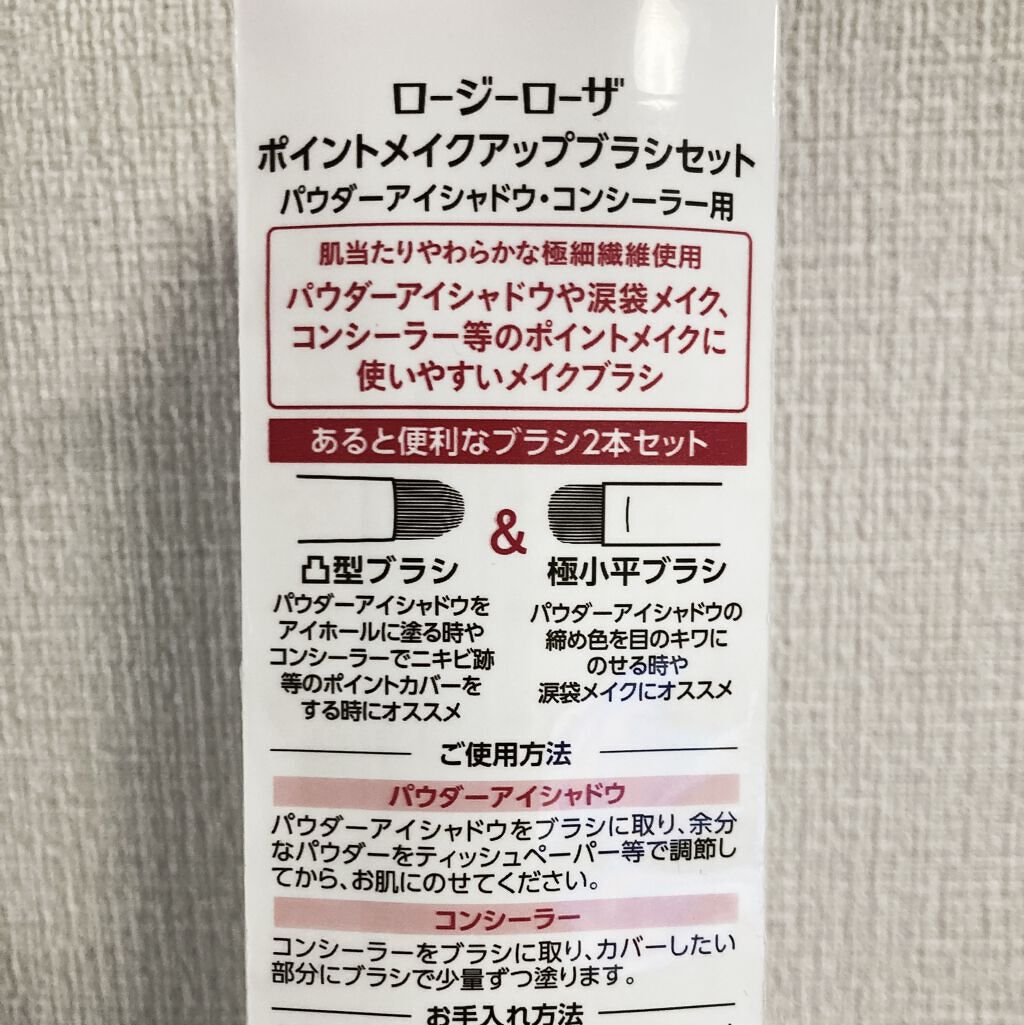 ロージーローザ
ポイントメイクアップブラシセット
パウダーアイシャドウ・コンシーラー用
肌当たりやわらかな極細繊維使用
パウダーアイシャドウや涙袋メイク、
コンシーラー等のポイントメイクに
使いやすいメイクブラシ
あると便利なブラシ2本セット
&
凸型ブラシ
パウダーアイシャドウを
アイホールに塗る時や
コンシーラーでニキビ跡
等のポイントカバーを
する時にオススメ
極小平ブラシ
パウダーアイシャドウの
締め色を目のキワに
のせる時や
涙袋メイクにオススメ
ご使用方法
パウダーアイシャドウ
パウダーアイシャドウをブラシに取り、余分
なパウダーをティッシュペーパー等で調節し
てから、お肌にのせてください。
コンシーラー
コンシーラーをブラシに取り、カバーしたい
部分にブラシで少量ずつ塗ります。
お手入れ方法